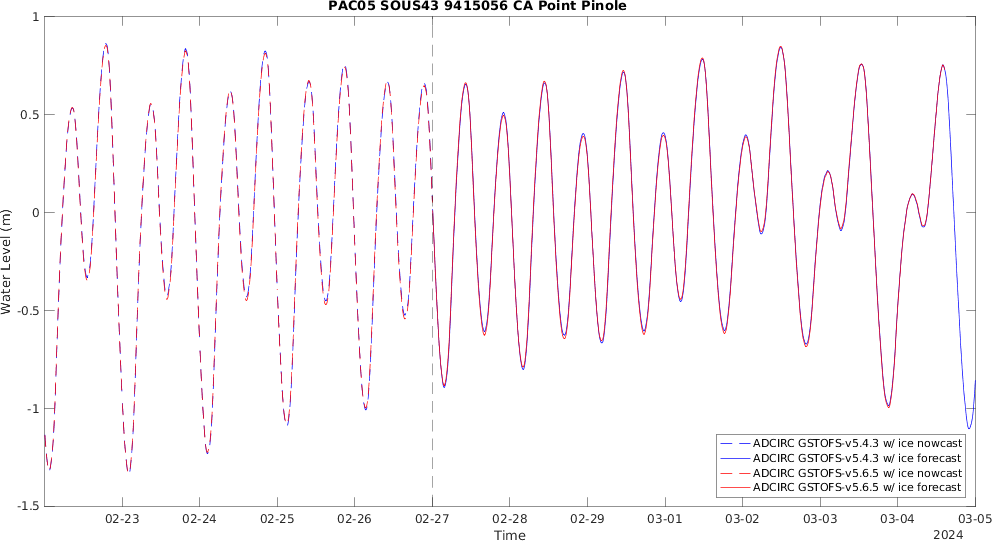 PAC05 SOUS43 9415056 CA Point Pinole
Water Level (m)
1
0.5
0
-0.5
-1
-1.5
ADCIRC GSTOFS-v5.4.3 w/ ice nowcast
ADCIRC GSTOFS-v5.4.3 w/ ice forecast
ADCIRC GSTOFS-v5.6.5 w/ ice nowcast
ADCIRC GSTOFS-v5.6.5 w/ ice forecast
02-23 02-24 02-25 02-26 02-27 02-28 02-29 03-01 03-02 03-03 03-04 03-05
Time
2024